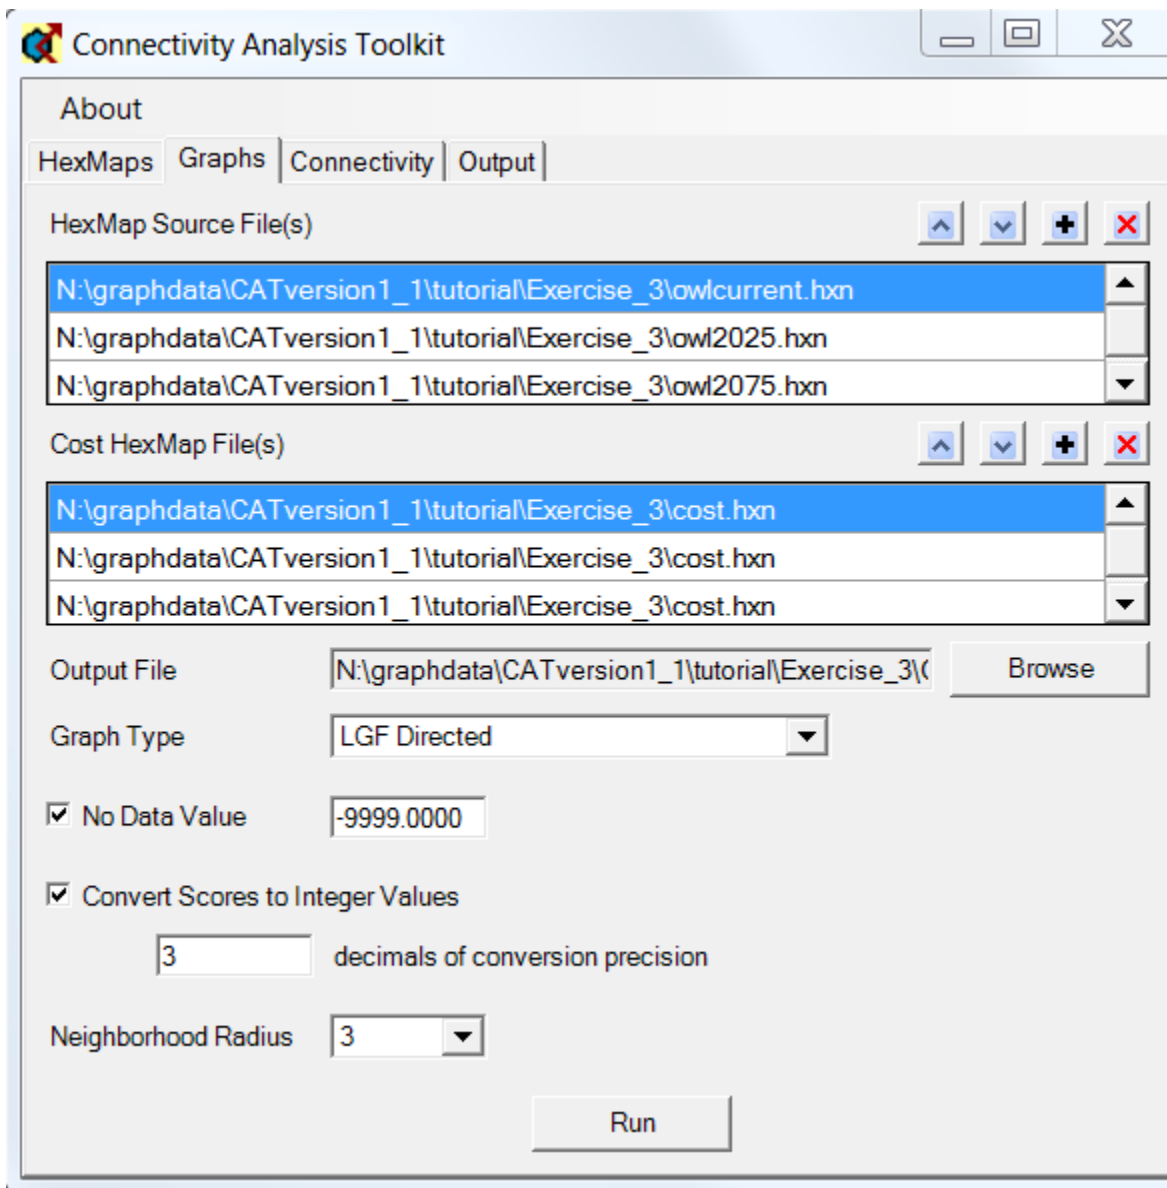 Connectivity Analysis Toolkit
About
HexMaps Graphs Connectivity Output
HexMap Source File(s)
N:\graphdata\CATversion1_1\tutorial\Exercise_3\owlcurrent.hxn
N:\graphdata\CATversion1_1\tutorial\Exercise_3\owl2025.hxn
N:\graphdata\CATversion1_1\tutorial\Exercise_3\owl2075.hxn
Cost HexMap File(s)
N:\graphdata\CATversion1_1\tutorial\Exercise_3\cost.hxn
N:\graphdata\CATversion1_1\tutorial\Exercise_3\cost.hxn
N:\graphdata\CATversion1_1\tutorial\Exercise_3\cost.hxn
Output File N:\graphdata\CATversion1_1\tutorial\Exercise_3\ Browse
Graph Type LGF Directed
No Data Value -9999.0000
Convert Scores to Integer Values
3 decimals of conversion precision
Neighborhood Radius 3
Run